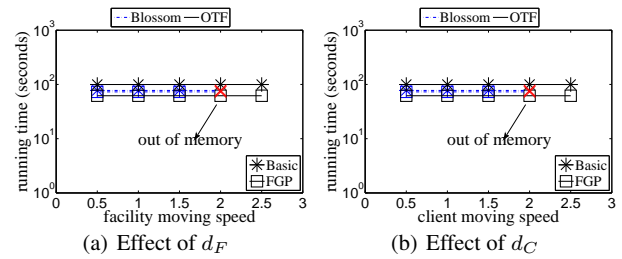 Blossom OTF
running time (seconds)
10^3
10^2
10^1
10^0
out of memory
Basic
FGP
0.5 1 1.5 2 2.5 3
facility moving speed
(a) Effect of d_F
Blossom OTF
running time (seconds)
10^3
10^2
10^1
10^0
out of memory
Basic
FGP
0.5 1 1.5 2 2.5 3
client moving speed
(b) Effect of d_C